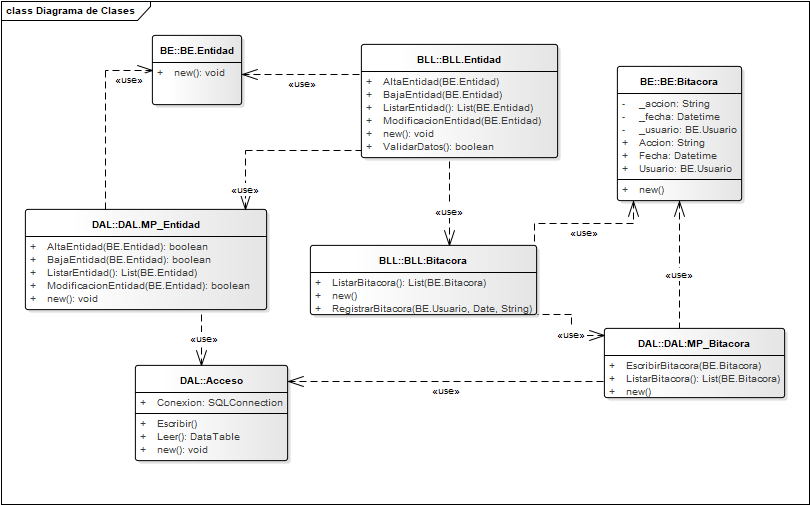 class Diagrama de Clases
BE::BE.Entidad
+ new(): void
BLL::BLL.Entidad
+ AltaEntidad(BE.Entidad)
+ BajaEntidad(BE.Entidad)
+ ListarEntidad(): List(BE.Entidad)
+ ModificacionEntidad(BE.Entidad)
+ new(): void
+ ValidarDatos(): boolean
BE::BE:Bitacora
- _accion: String
- _fecha: Datetime
- _usuario: BE.Usuario
+ Accion: String
+ Fecha: Datetime
+ Usuario: BE.Usuario
+ new()
«use»
«use»
«use»
«use»
DAL::DAL.MP_Entidad
+ AltaEntidad(BE.Entidad): boolean
+ BajaEntidad(BE.Entidad): boolean
+ ListarEntidad(): List(BE.Entidad)
+ ModificacionEntidad(BE.Entidad): boolean
+ new(): void
«use»
BLL::BLL:Bitacora
+ ListarBitacora(): List(BE.Bitacora)
+ new()
+ RegistrarBitacora(BE.Usuario, Date, String)
«use»
«use»
«use»
DAL::DAL:MP_Bitacora
+ EscribirBitacora(BE.Bitacora)
+ ListarBitacora(): List(BE.Bitacora)
+ new()
DAL::Acceso
+ Conexion: SQLConnection
+ Escribir()
+ Leer(): DataTable
+ new(): void
«use»